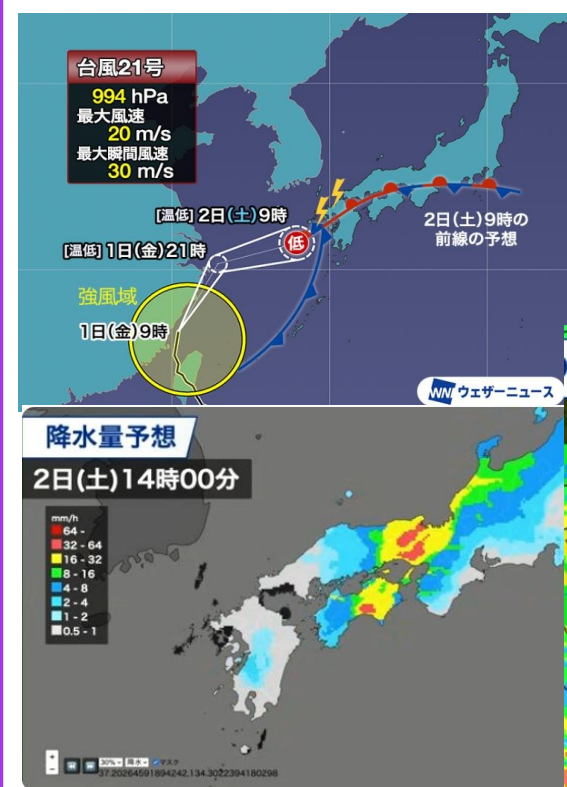 台風21号
994 hPa
最大風速
20 m/s
最大瞬間風速
30 m/s
[温低] 2日(土)9時
[温低] 1日(金)21時
低
2日(土)9時の
前線の予想
強風域
1日(金)9時
WNI ウェザーニュース
降水量予想
2日(土)14時00分
mm/h
64 -
32 - 64
16 - 32
8 - 16
4 - 8
2 - 4
1 - 2
0.5 - 1
+
-
30% 降水 マスク
37.20264591894242,134.3022394180298